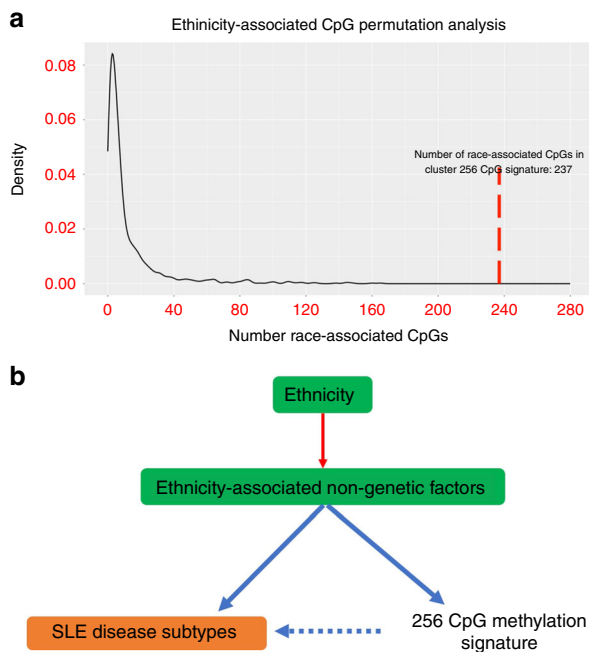 a
Ethinicity-associated CpG permutation analysis
0.08
0.06
0.04
0.02
0.00
Density
Number of race-associated CpGs in
cluster 256 CpG signature: 237
0 40 80 120 160 200 240 280
Number race-associated CpGs
b
Ethnicity
Ethnicity-associated non-genetic factors
SLE disease subtypes
256 CpG methylation
signature